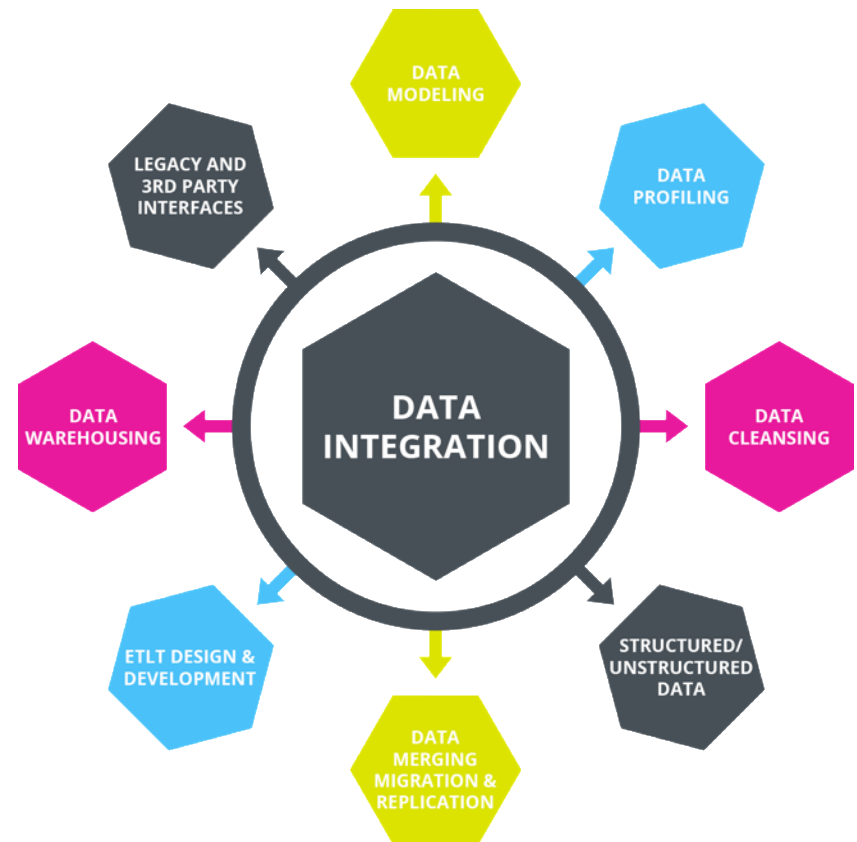 DATA
MODELING
DATA
PROFILING
DATA
CLEANSING
STRUCTURED/
UNSTRUCTURED
DATA
DATA
MERGING
MIGRATION &
REPLICATION
ETLT DESIGN &
DEVELOPMENT
DATA
WAREHOUSING
LEGACY AND
3RD PARTY
INTERFACES
DATA
INTEGRATION